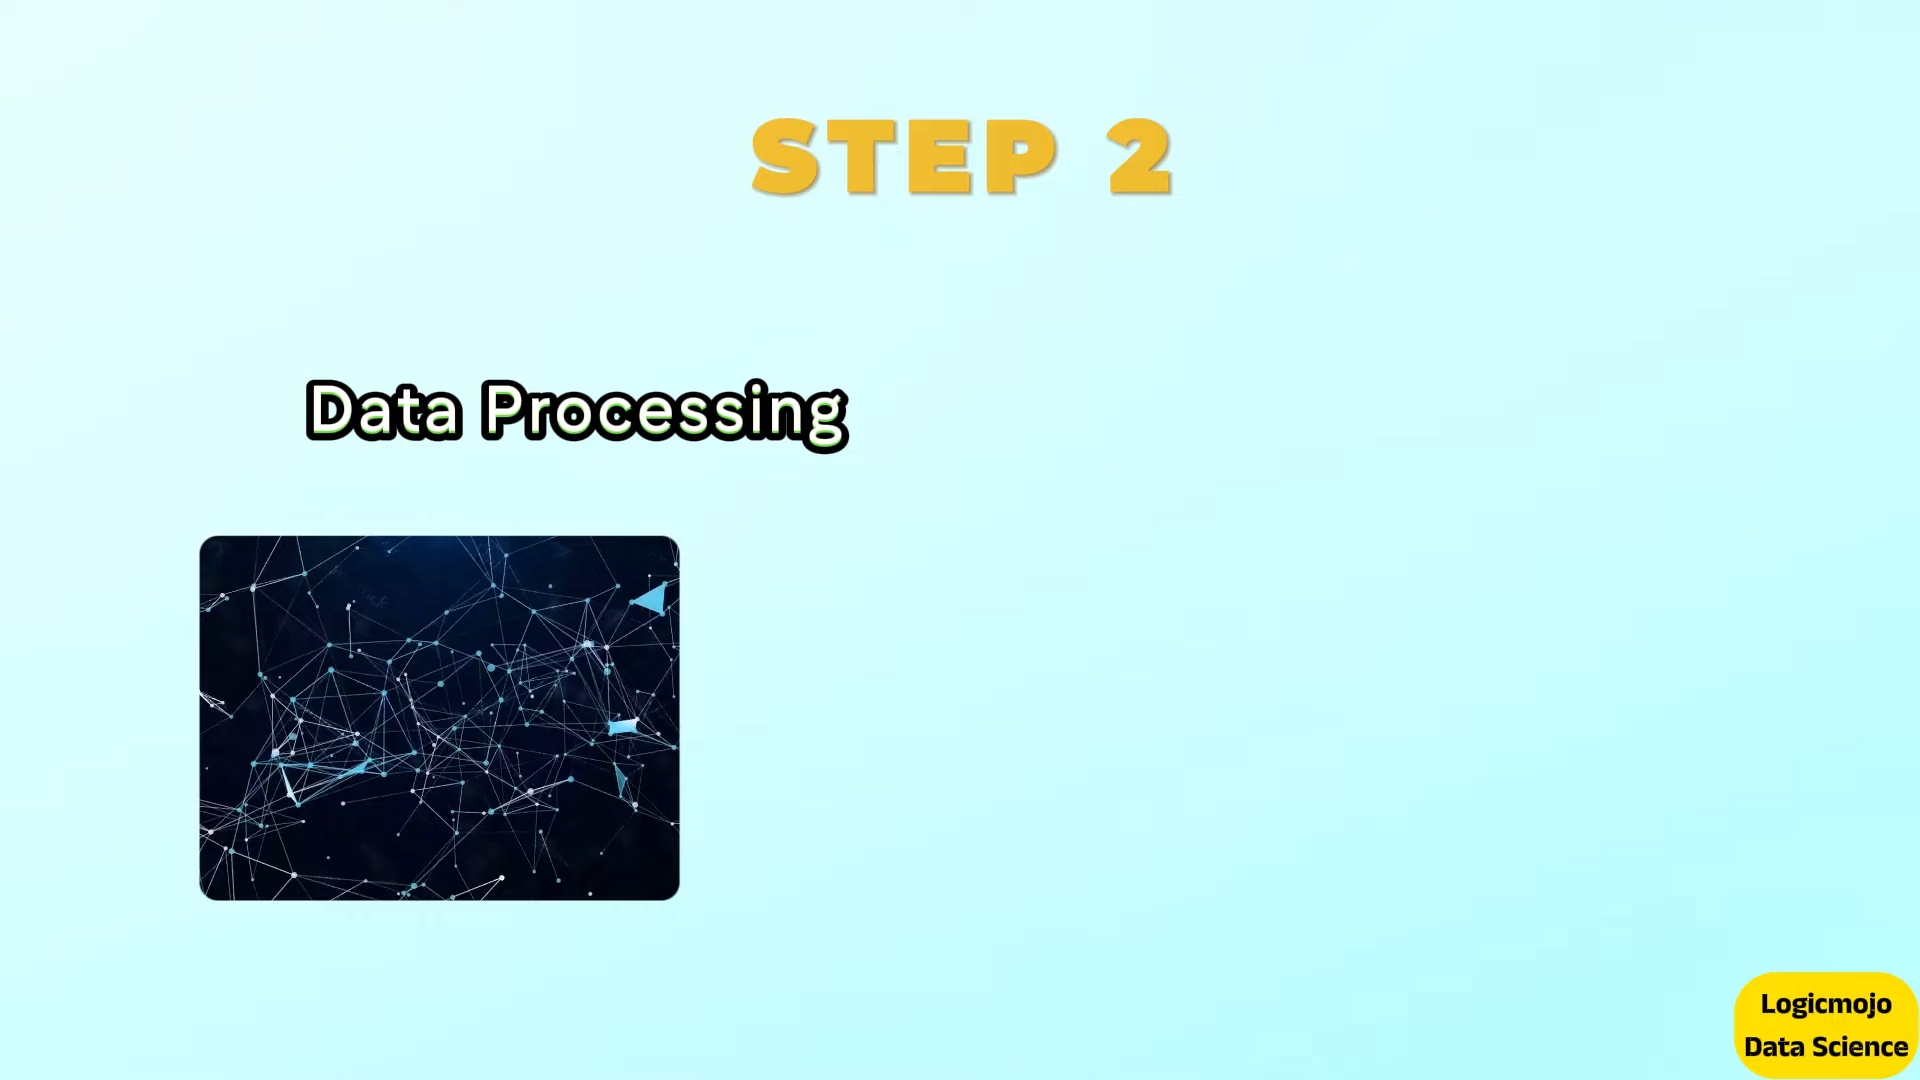 STEP 2
Data Processing
Logicmojo
Data Science